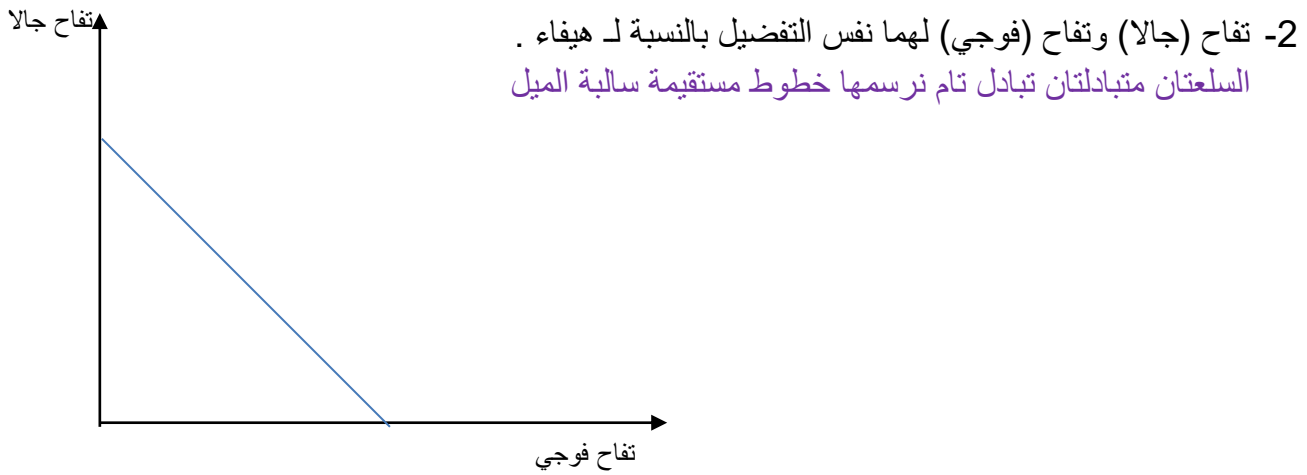 تفاح جالا
2- تفاح (جالا) وتفاح (فوجي) لهما نفس التفضيل بالنسبة لـ هيفاء .
السلعتان متبادلتان تبادل تام نرسمها خطوط مستقيمة سالبة الميل
تفاح فوجي